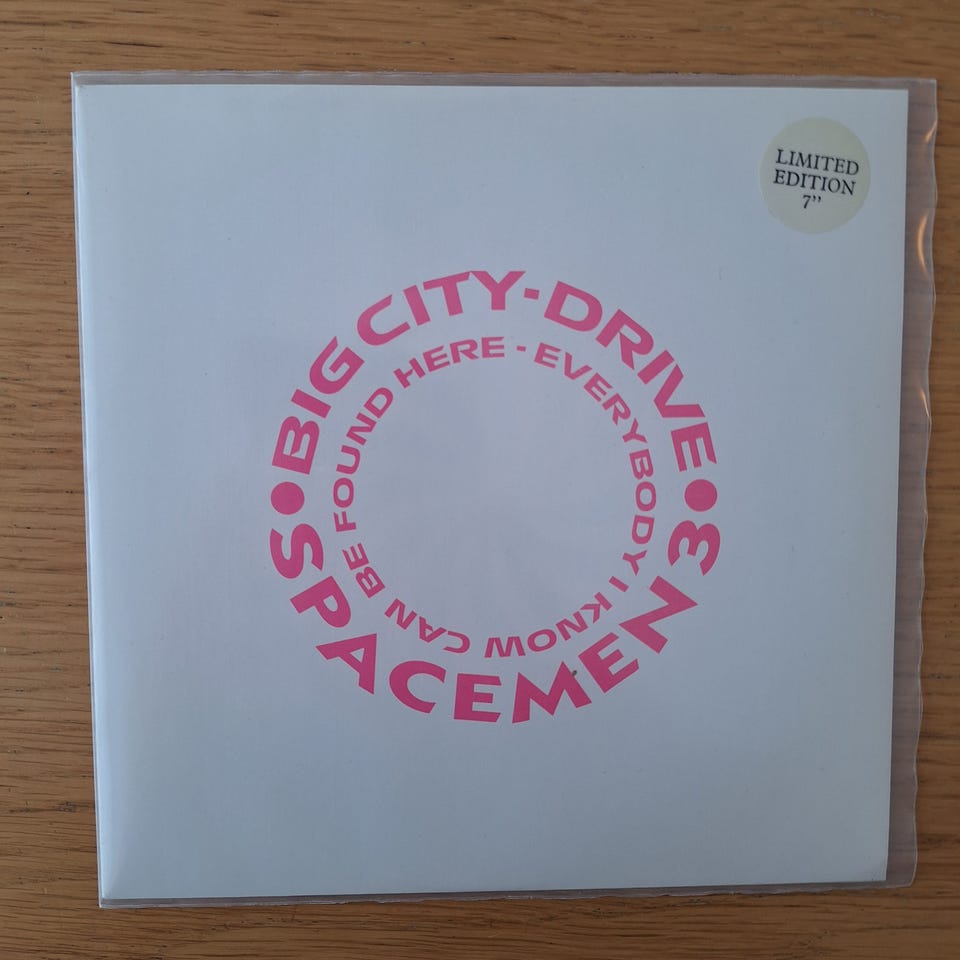 LIMITED
EDITION
7”
BIG CITY-DRIVE
SPACEMEN 3
EVERYBODY I KNOW CAN BE FOUND HERE -